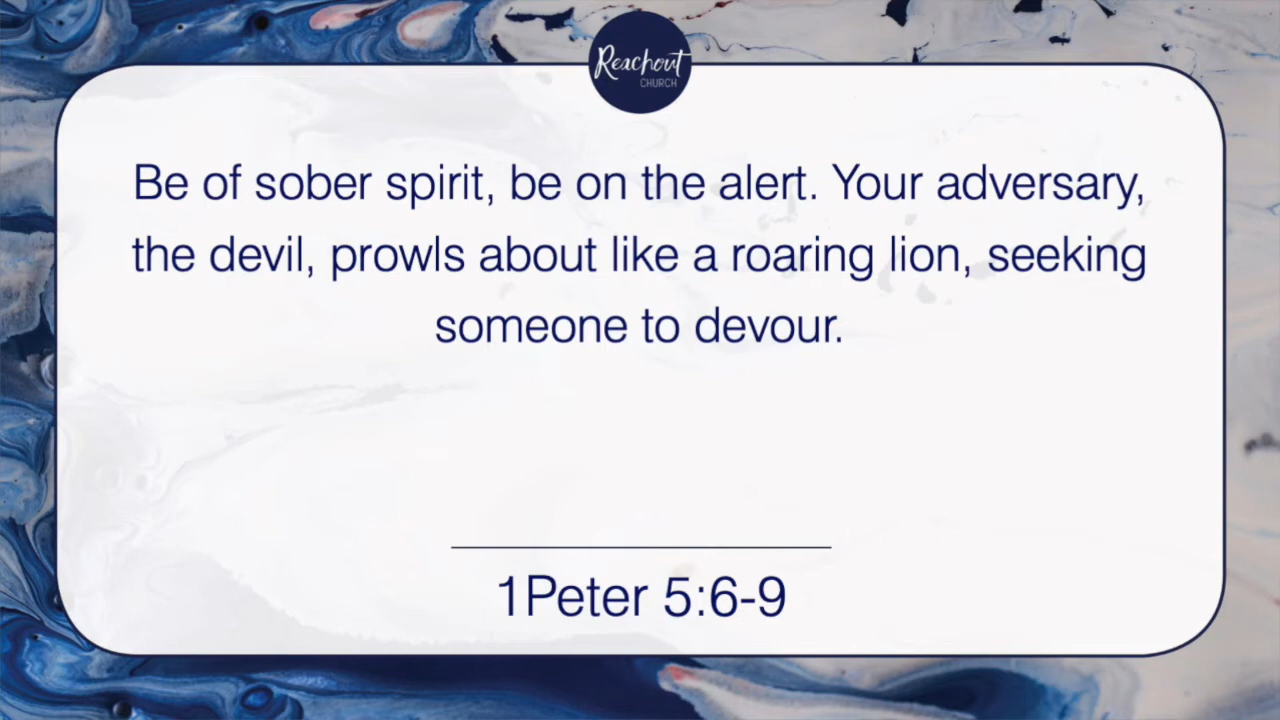 Reachout
CHURCH
Be of sober spirit, be on the alert. Your adversary,
the devil, prowls about like a roaring lion, seeking
someone to devour.
1Peter 5:6-9